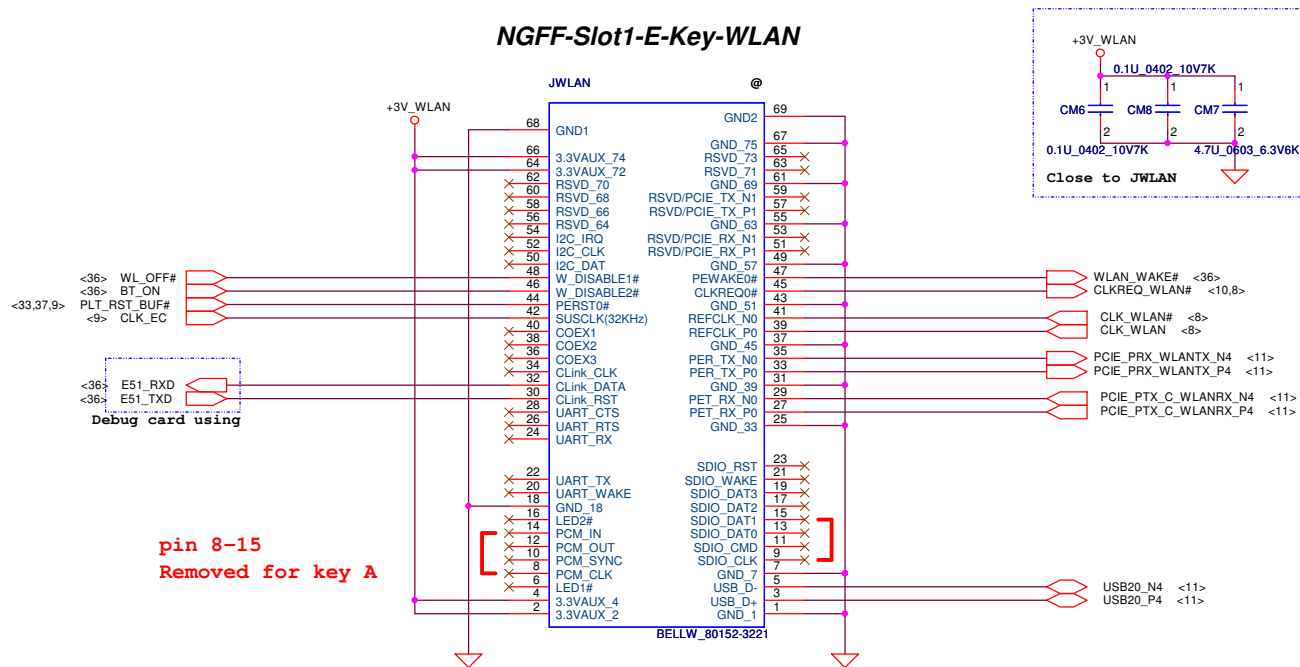 NGFF-Slot1-E-Key-WLAN
+3V_WLAN
0.1U_0402_10V7K
1 1 1
CM6 CM8 CM7
2 2 2
0.1U_0402_10V7K 4.7U_0603_6.3V6K
Close to JWLAN
JWLAN @
+3V_WLAN
68 GND1 GND2 69
GND_75 67
66 3.3VAUX_74 RSVD_73 65
64 3.3VAUX_72 RSVD_71 63
62 RSVD_70 GND_69 61
60 RSVD_68 RSVD/PCIE_TX_N1 59
58 RSVD_66 RSVD/PCIE_TX_P1 57
56 RSVD_64 GND_63 55
54 I2C_IRQ RSVD/PCIE_RX_N1 53
52 I2C_CLK RSVD/PCIE_RX_P1 51
50 I2C_DAT GND_57 49
<36> WL_OFF# 48 W_DISABLE1# PEWAKE0# 47 WLAN_WAKE# <36>
<36> BT_ON 46 W_DISABLE2# CLKREQ0# 45 CLKREQ_WLAN# <10,8>
<33,37,9> PLT_RST_BUF# 44 PERST0# GND_51 43
<9> CLK_EC 42 SUSCLK(32KHz) REFCLK_N0 41 CLK_WLAN# <8>
40 COEX1 REFCLK_P0 39 CLK_WLAN <8>
38 COEX2 GND_45 37
36 COEX3 PER_TX_N0 35 PCIE_PRX_WLANTX_N4 <11>
34 CLink_CLK PER_TX_P0 33 PCIE_PRX_WLANTX_P4 <11>
<36> E51_RXD 32 CLink_DATA GND_39 31
<36> E51_TXD 30 CLink_RST PET_RX_N0 29 PCIE_PTX_C_WLANRX_N4 <11>
28 UART_CTS PET_RX_P0 27 PCIE_PTX_C_WLANRX_P4 <11>
Debug card using
26 UART_RTS GND_33 25
24 UART_RX
SDIO_RST 23
22 UART_TX SDIO_WAKE 21
20 UART_WAKE SDIO_DAT3 19
18 GND_18 SDIO_DAT2 17
16 LED2# SDIO_DAT1 15
14 PCM_IN SDIO_DAT0 13
12 PCM_OUT SDIO_CMD 11
10 PCM_SYNC SDIO_CLK 9
8 PCM_CLK GND_7 7
6 LED1# USB_D- 5 USB20_N4 <11>
4 3.3VAUX_4 USB_D+ 3 USB20_P4 <11>
2 3.3VAUX_2 GND_1 1
pin 8-15
Removed for key A
BELLW_80152-3221